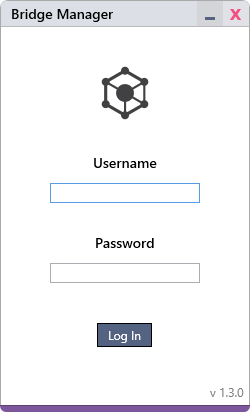 Bridge Manager
Username
Password
Log In
v 1.3.0